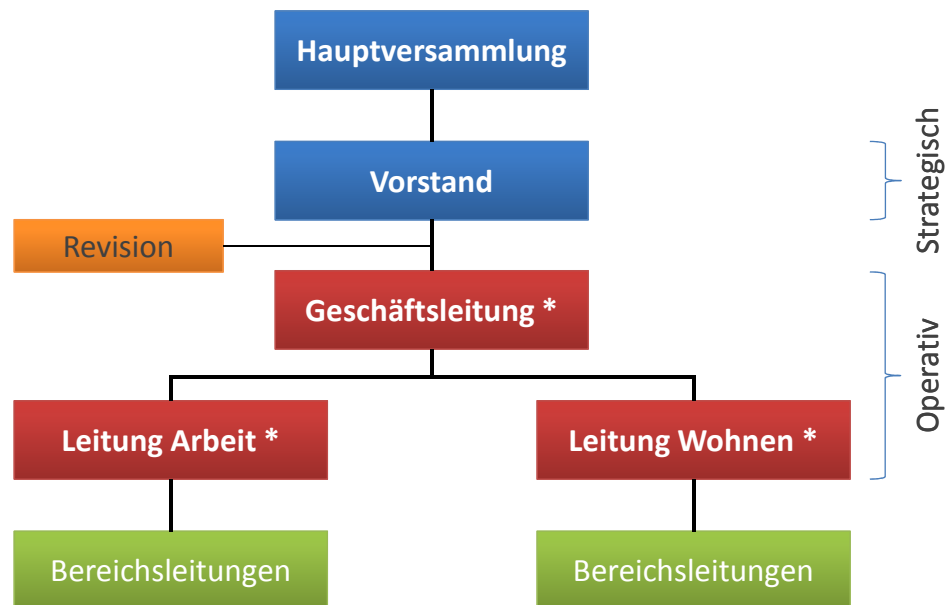 Hauptversammlung
Vorstand
Strategisch
Revision
Geschäftsleitung *
Operativ
Leitung Arbeit *
Leitung Wohnen *
Bereichsleitungen
Bereichsleitungen